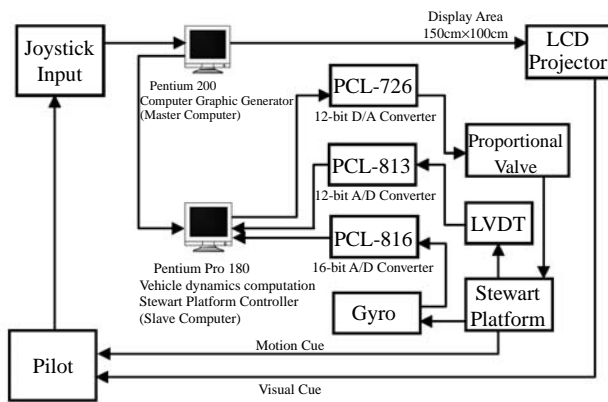 Joystick
Input
Display Area
150cm×100cm
LCD
Projector
Pentium 200
Computer Graphic Generator
(Master Computer)
PCL-726
12-bit D/A Converter
Proportional
Valve
PCL-813
12-bit A/D Converter
LVDT
PCL-816
16-bit A/D Converter
Pentium Pro 180
Vehicle dynamics computation
Stewart Platform Controller
(Slave Computer)
Gyro
Stewart
Platform
Pilot
Motion Cue
Visual Cue